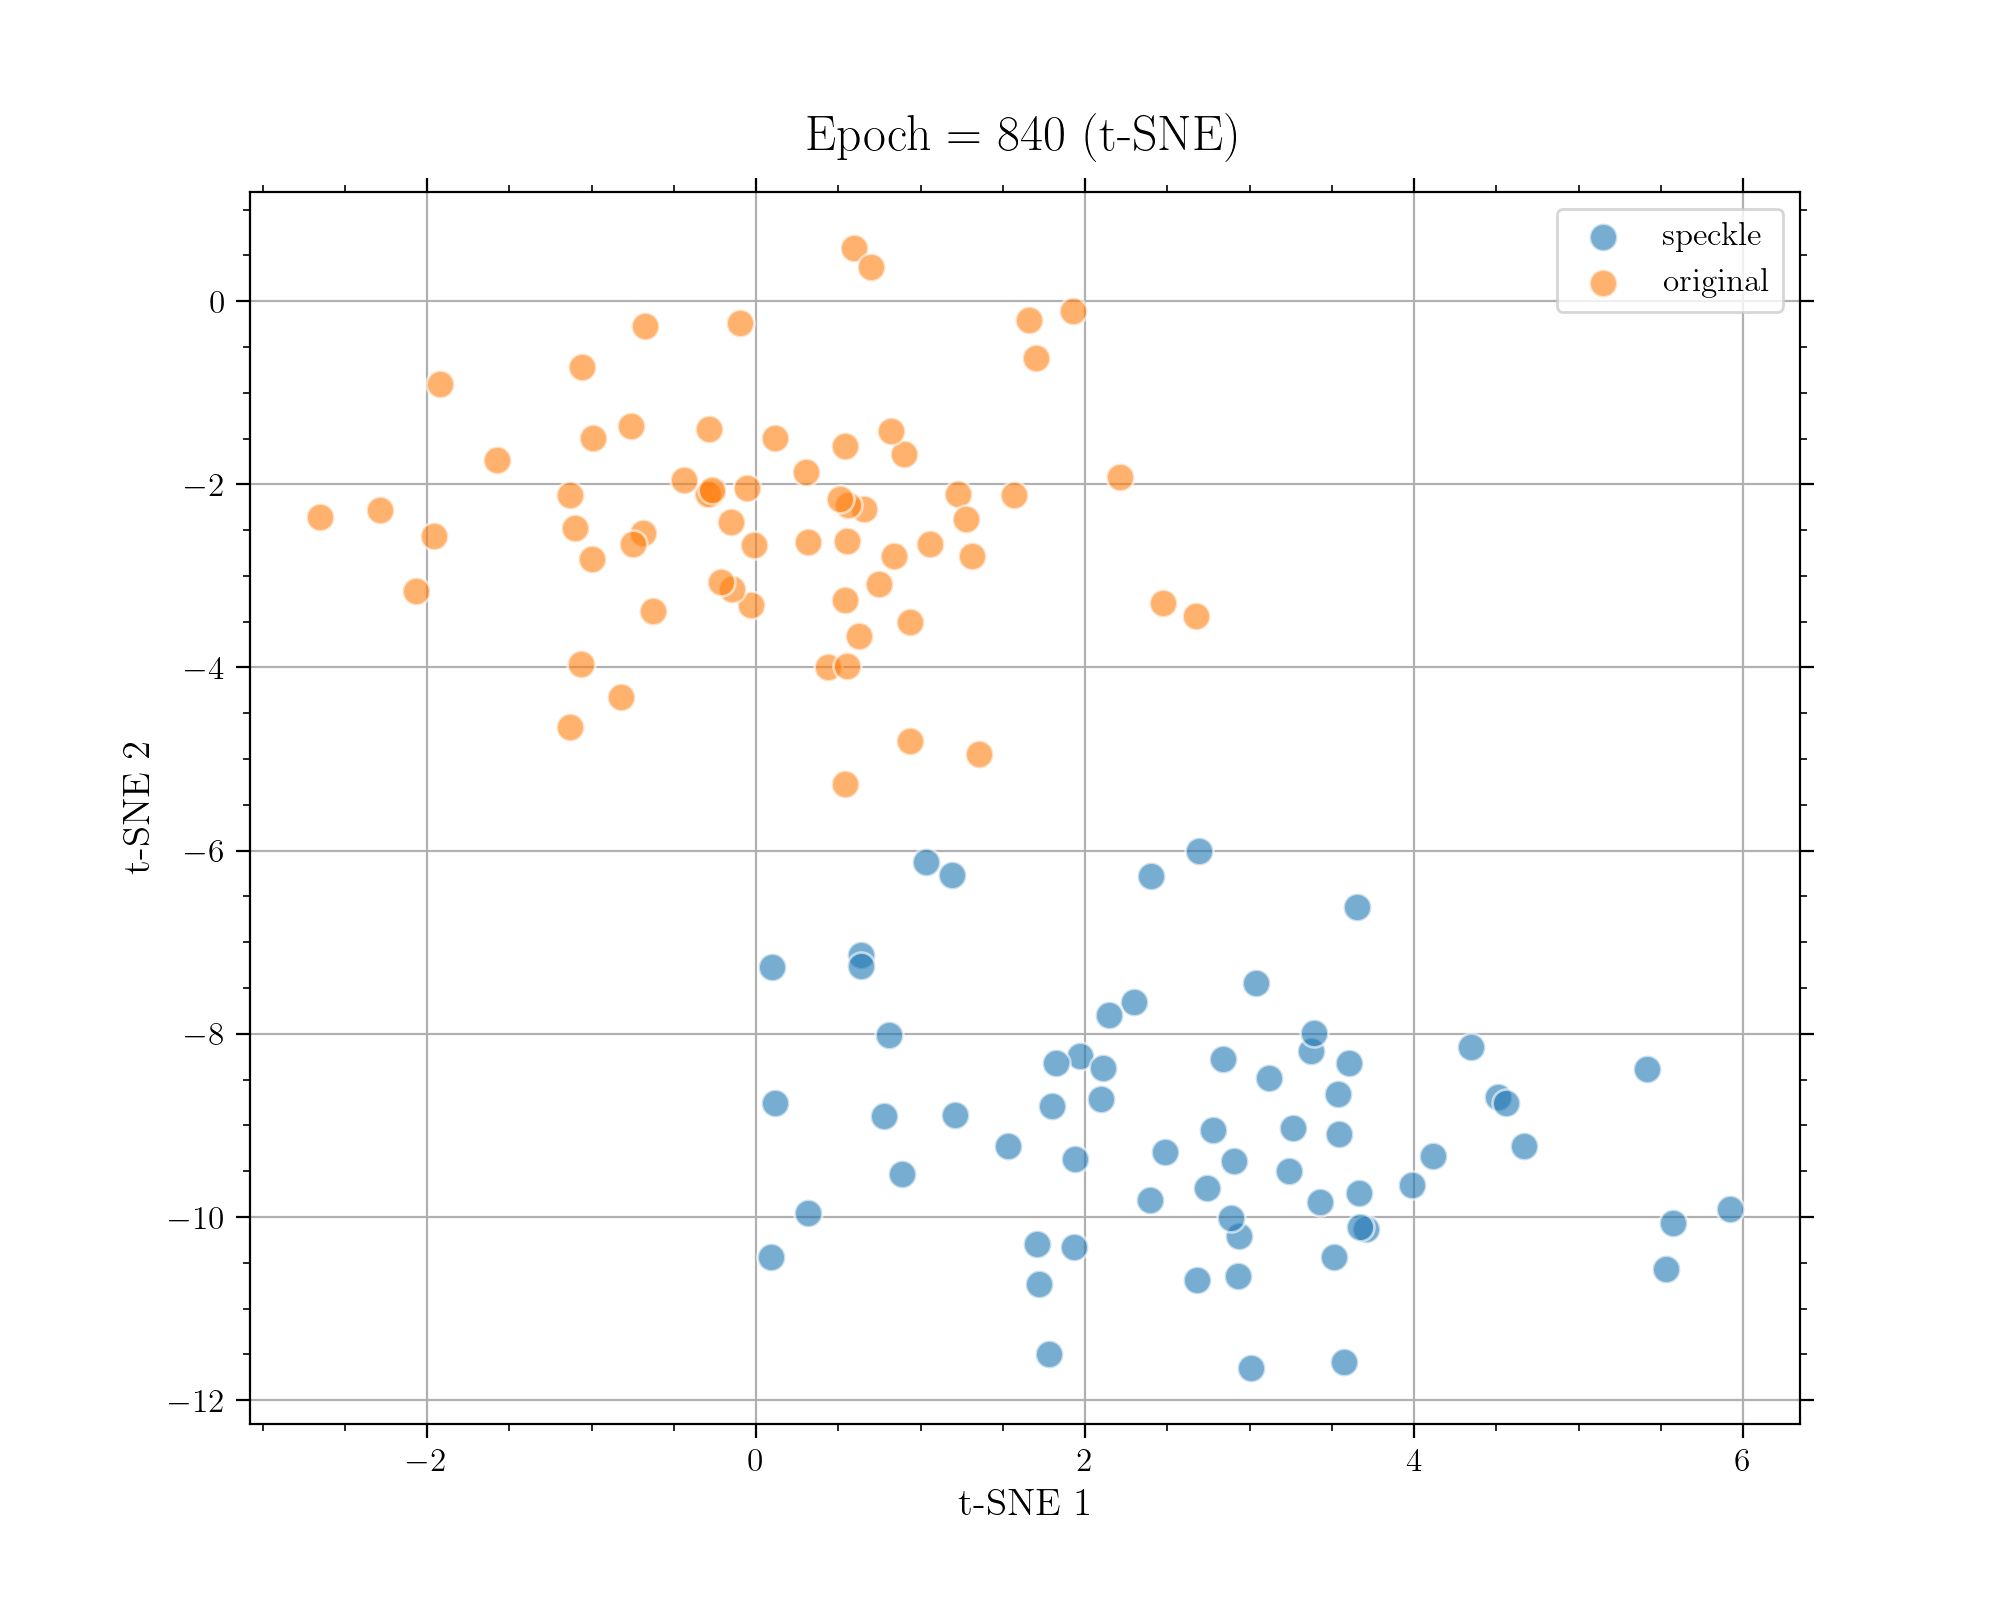 Epoch = 840 (t-SNE)
speckle
original
0
−2
−4
−6
−8
−10
−12
t-SNE 2
−2 0 2 4 6
t-SNE 1